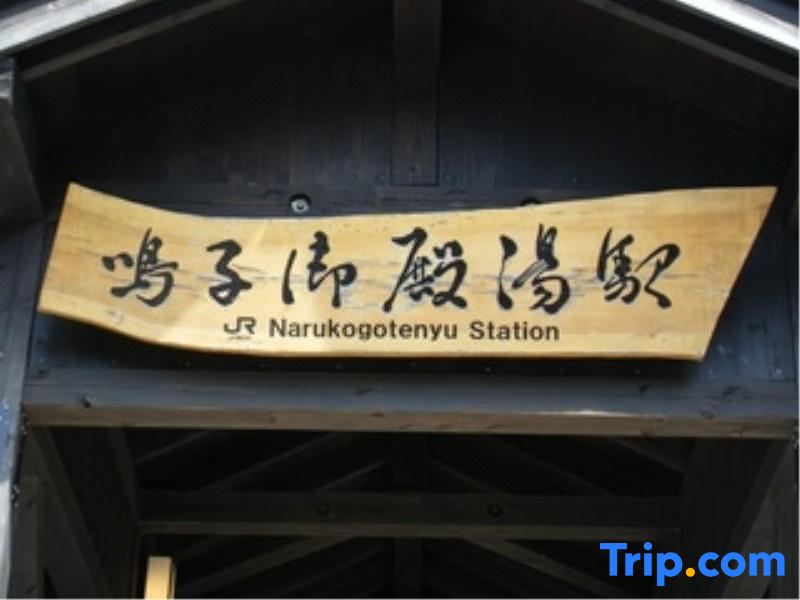 鳴子御殿湯駅
JR Narukogotenyu Station
Trip.com